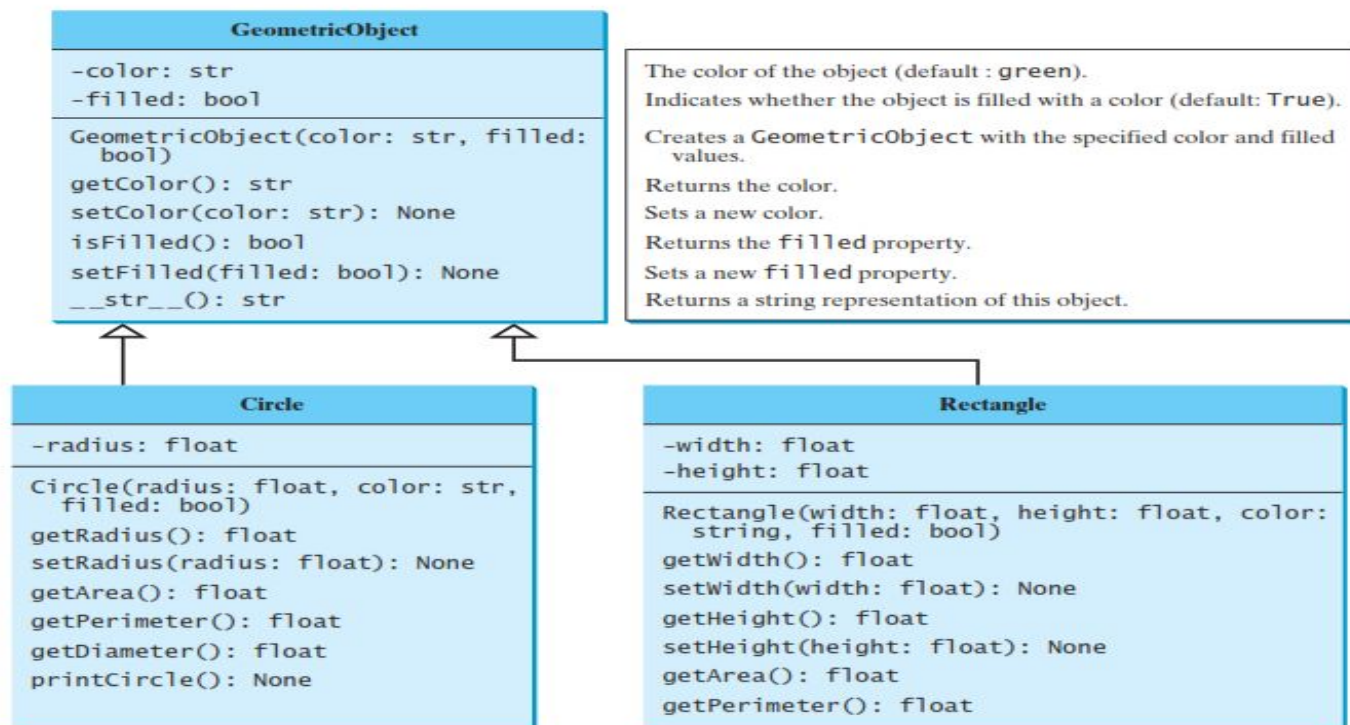 GeometricObject
-color: str
-filled: bool
GeometricObject(color: str, filled:
bool)
getColor(): str
setColor(color: str): None
isFilled(): bool
setFilled(filled: bool): None
__str__(): str
The color of the object (default : green).
Indicates whether the object is filled with a color (default: True).
Creates a GeometricObject with the specified color and filled
values.
Returns the color.
Sets a new color.
Returns the filled property.
Sets a new filled property.
Returns a string representation of this object.
Circle
-radius: float
Circle(radius: float, color: str,
filled: bool)
getRadius(): float
setRadius(radius: float): None
getArea(): float
getPerimeter(): float
getDiameter(): float
printCircle(): None
Rectangle
-width: float
-height: float
Rectangle(width: float, height: float, color:
string, filled: bool)
getWidth(): float
setWidth(width: float): None
getHeight(): float
setHeight(height: float): None
getArea(): float
getPerimeter(): float